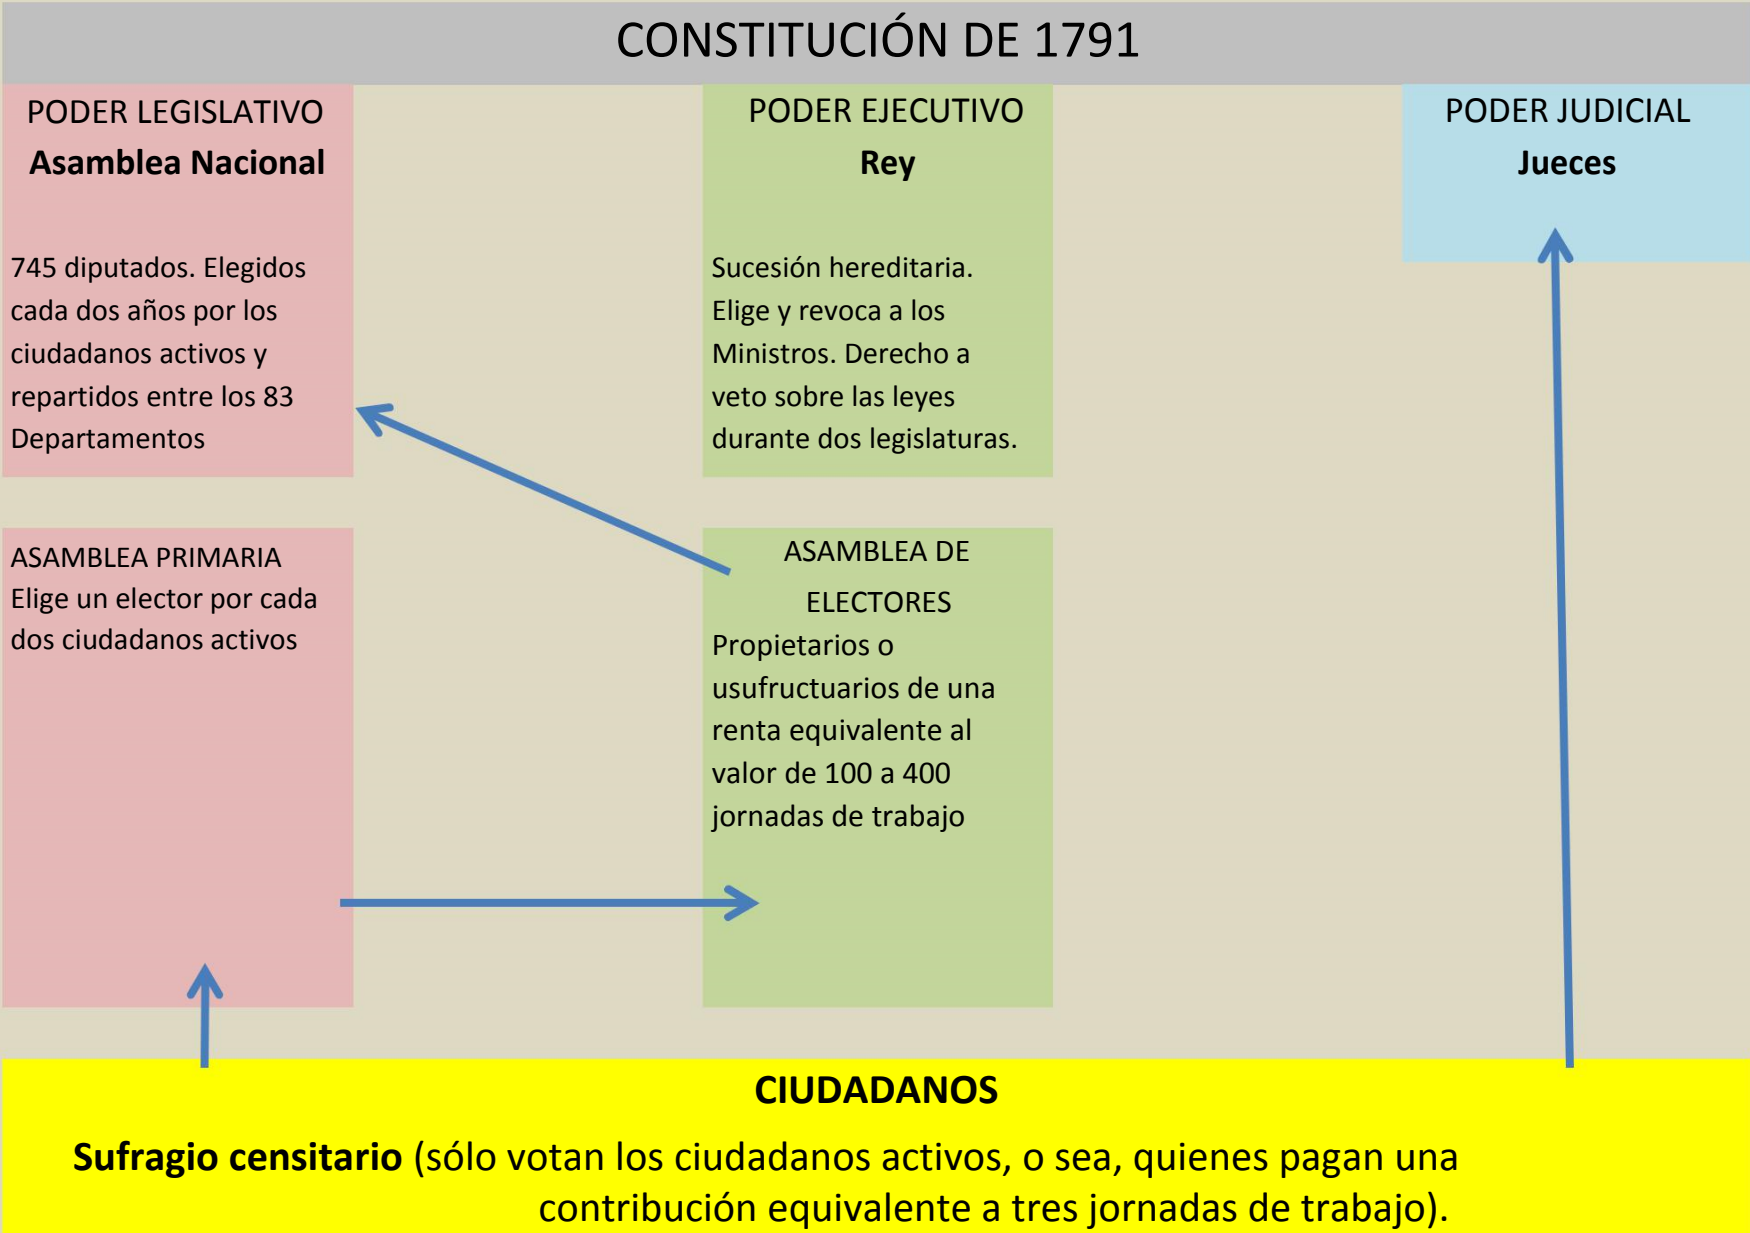 CONSTITUCIÓN DE 1791
PODER LEGISLATIVO
Asamblea Nacional
745 diputados. Elegidos
cada dos años por los
ciudadanos activos y
repartidos entre los 83
Departamentos
PODER EJECUTIVO
Rey
Sucesión hereditaria.
Elige y revoca a los
Ministros. Derecho a
veto sobre las leyes
durante dos legislaturas.
PODER JUDICIAL
Jueces
ASAMBLEA PRIMARIA
Elige un elector por cada
dos ciudadanos activos
ASAMBLEA DE
ELECTORES
Propietarios o
usufructuarios de una
renta equivalente al
valor de 100 a 400
jornadas de trabajo
CIUDADANOS
Sufragio censitario (sólo votan los ciudadanos activos, o sea, quienes pagan una
contribución equivalente a tres jornadas de trabajo).